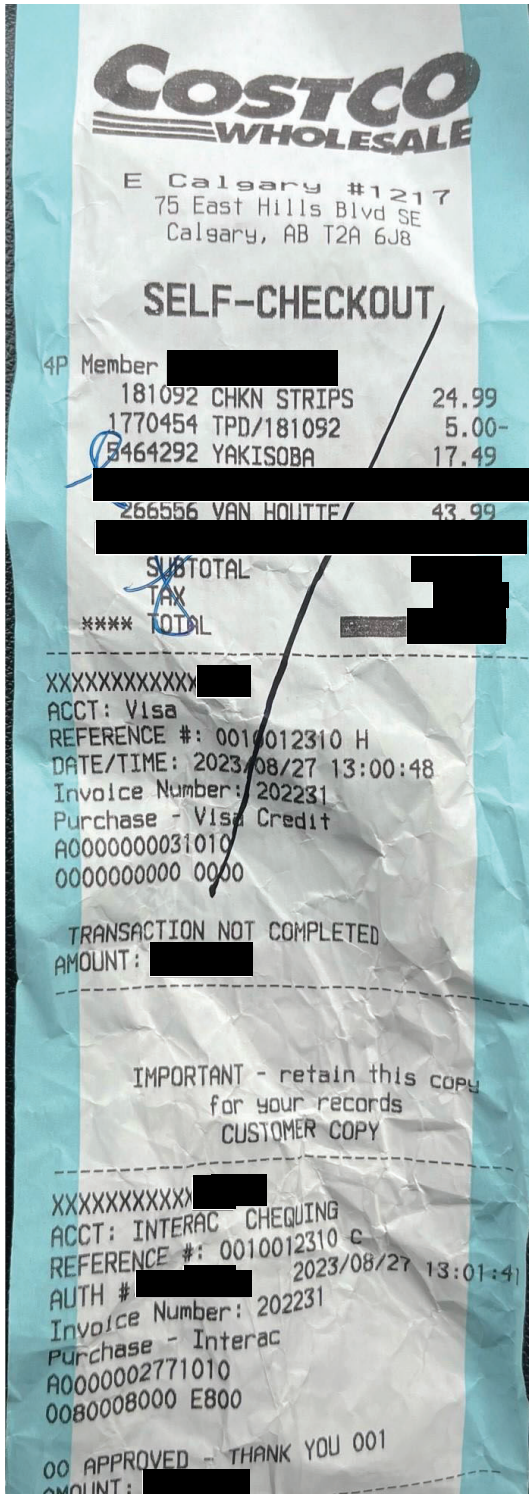 COSTCO
WHOLESALE
E Calgary #1217
75 East Hills Blvd SE
Calgary, AB T2A 6J8
SELF-CHECKOUT
4P Member
181092 CHKN STRIPS 24.99
1770454 TPD/181092 5.00-
5464292 YAKISOBA 17.49
266556 VAN HOUTTE 43.99
SUBTOTAL
TAX
**** TOTAL
XXXXXXXXXXXX
ACCT: Visa
REFERENCE #: 0010012310 H
DATE/TIME: 2023/08/27 13:00:48
Invoice Number: 202231
Purchase - Visa Credit
A0000000031010
0000000000 0000
TRANSACTION NOT COMPLETED
AMOUNT:
IMPORTANT - retain this copy
for your records
CUSTOMER COPY
XXXXXXXXXXX
ACCT: INTERAC CHEQUING
REFERENCE #: 0010012310 C
AUTH # 2023/08/27 13:01:41
Invoice Number: 202231
Purchase - Interac
A0000002771010
0080008000 E800
00 APPROVED - THANK YOU 001
AMOUNT: